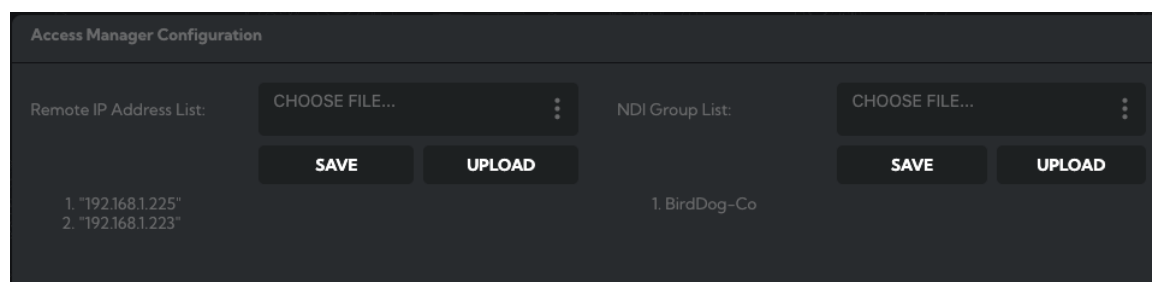 Access Manager Configuration
Remote IP Address List:
CHOOSE FILE...
SAVE UPLOAD
1. "192.168.1.225"
2. "192.168.1.223"
NDI Group List:
CHOOSE FILE...
SAVE UPLOAD
1. BirdDog-Co